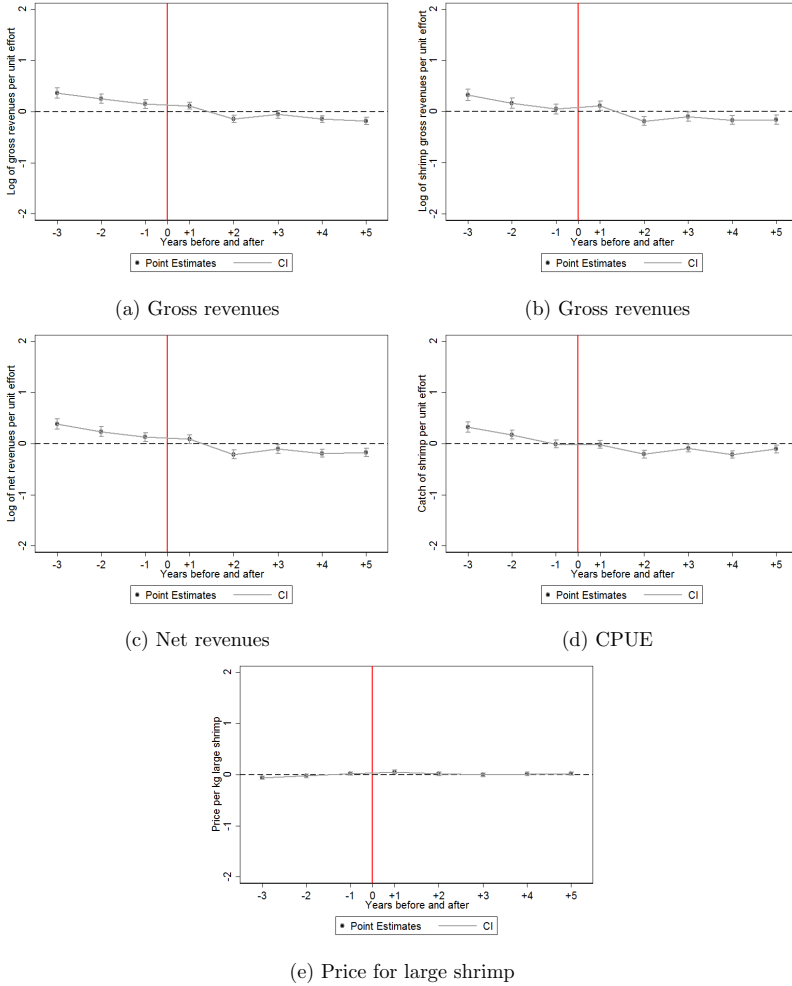 Log of gross revenues per unit effort
2
1
0
-1
-2
-3 -2 -1 0 +1 +2 +3 +4 +5
Years before and after
Point Estimates CI
(a) Gross revenues
Log of shrimp gross revenues per unit effort
2
1
0
-1
-2
-3 -2 -1 0 +1 +2 +3 +4 +5
Years before and after
Point Estimates CI
(b) Gross revenues
Log of net revenues per unit effort
2
1
0
-1
-2
-3 -2 -1 0 +1 +2 +3 +4 +5
Years before and after
Point Estimates CI
(c) Net revenues
Catch of shrimp per unit effort
2
1
0
-1
-2
-3 -2 -1 0 +1 +2 +3 +4 +5
Years before and after
Point Estimates CI
(d) CPUE
Price per kg large shrimp
2
1
0
-1
-2
-3 -2 -1 0 +1 +2 +3 +4 +5
Years before and after
Point Estimates CI
(e) Price for large shrimp